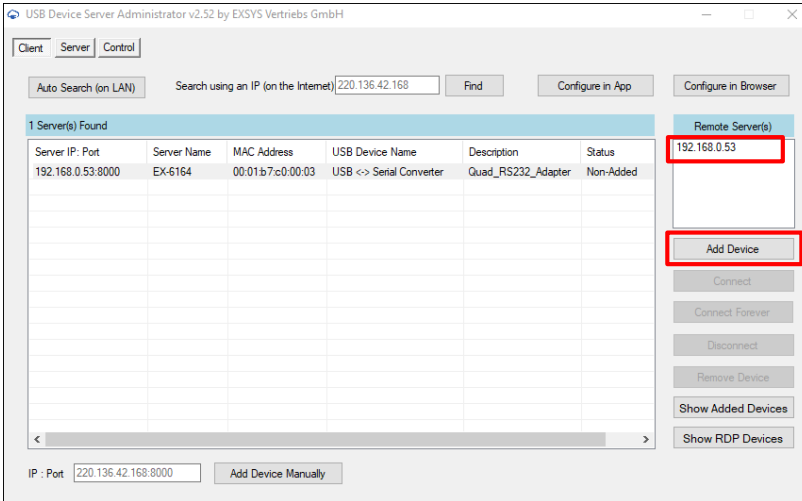 USB Device Server Administrator v2.52 by EXSYS Vertriebs GmbH
Client Server Control
Auto Search (on LAN) Search using an IP (on the Internet) 220.136.42.168 Find Configure in App Configure in Browser
1 Server(s) Found Remote Server(s)
Server IP: Port Server Name MAC Address USB Device Name Description Status 192.168.0.53
192.168.0.53:8000 EX-6164 00:01:b7:c0:00:03 USB <-> Serial Converter Quad_RS232_Adapter Non-Added
Add Device
Connect
Connect Forever
Disconnect
Remove Device
Show Added Devices
Show RDP Devices
IP : Port 220.136.42.168:8000 Add Device Manually